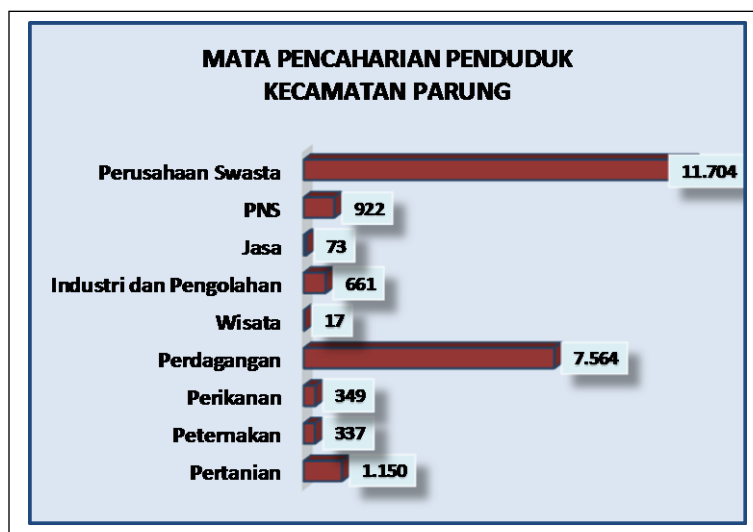 MATA PENCAHARIAN PENDUDUK
KECAMATAN PARUNG
Perusahaan Swasta 11.704
PNS 922
Jasa 73
Industri dan Pengolahan 661
Wisata 17
Perdagangan 7.564
Perikanan 349
Peternakan 337
Pertanian 1.150